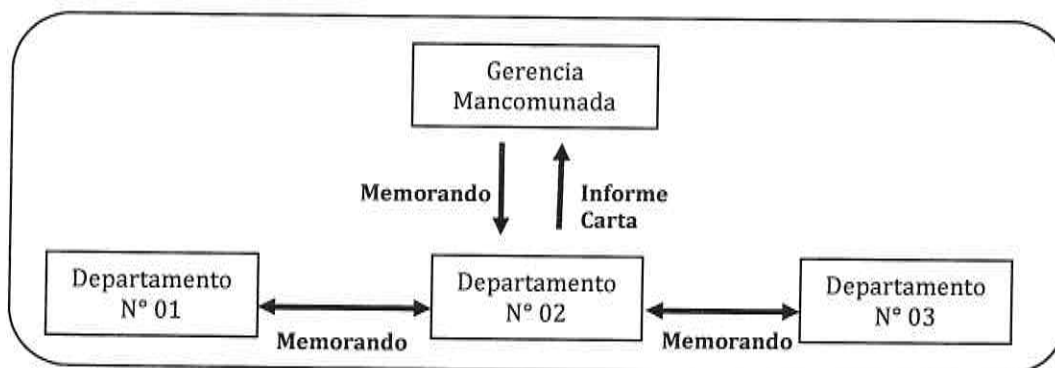 Gerencia
Mancomunada
Memorando
Informe
Carta
Departamento
N° 01
Departamento
N° 02
Departamento
N° 03
Memorando
Memorando